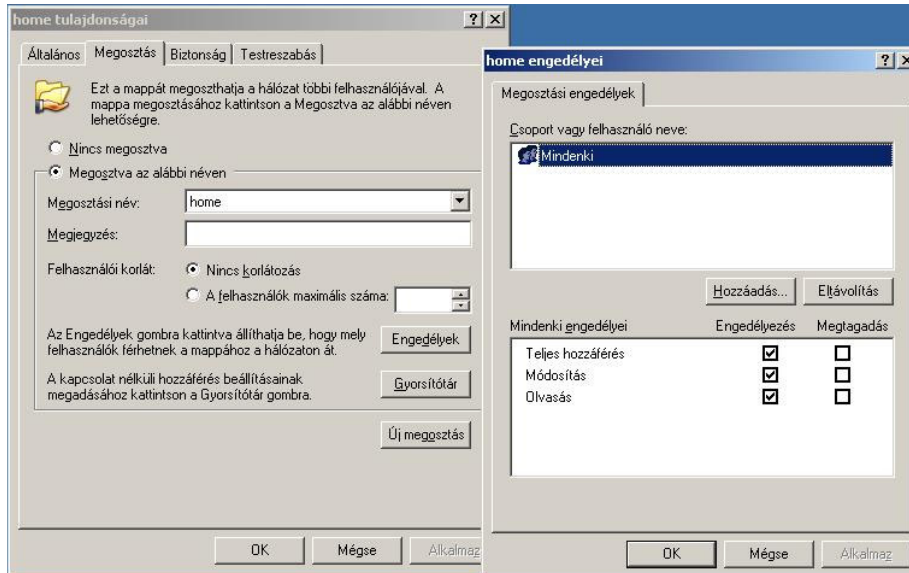 home tulajdonságai
Általános Megosztás Biztonság Testreszabás
Ezt a mappát megoszthatja a hálózat többi felhasználójával. A
mappa megosztásához kattintson a Megosztva az alábbi néven
lehetőségre.
Nincs megosztva
Megosztva az alábbi néven
Megosztási név: home
Megjegyzés:
Felhasználói korlát: Nincs korlátozás
A felhasználók maximális száma:
Az Engedélyek gombra kattintva állíthatja be, hogy mely
felhasználók férhetnek a mappához a hálózaton át.
Engedélyek
A kapcsolat nélküli hozzáférés beállításainak
megadásához kattintson a Gyorsítótár gombra.
Gyorsítótár
Új megosztás
OK Mégse Alkalmaz
home engedélyei
Megosztási engedélyek
Csoport vagy felhasználó neve:
Mindenki
Hozzáadás... Eltávolítás
Mindenki engedélyei Engedélyezés Megtagadás
Teljes hozzáférés
Módosítás
Olvasás
OK Mégse Alkalmaz